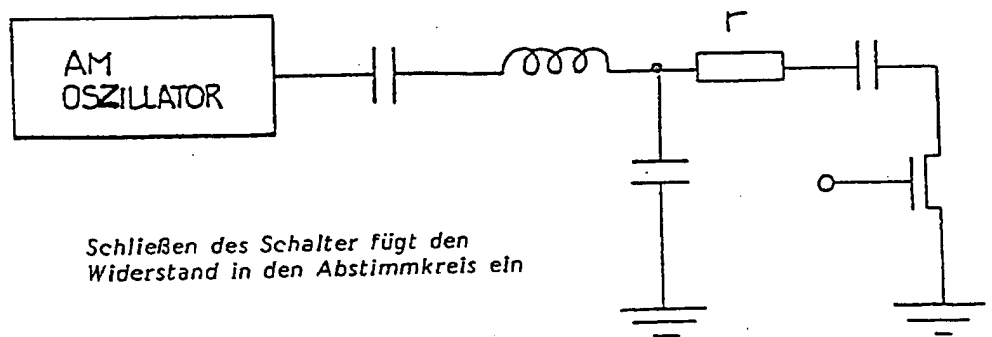 AM
OSZILLATOR
r
Schließen des Schalter fügt den
Widerstand in den Abstimmkreis ein